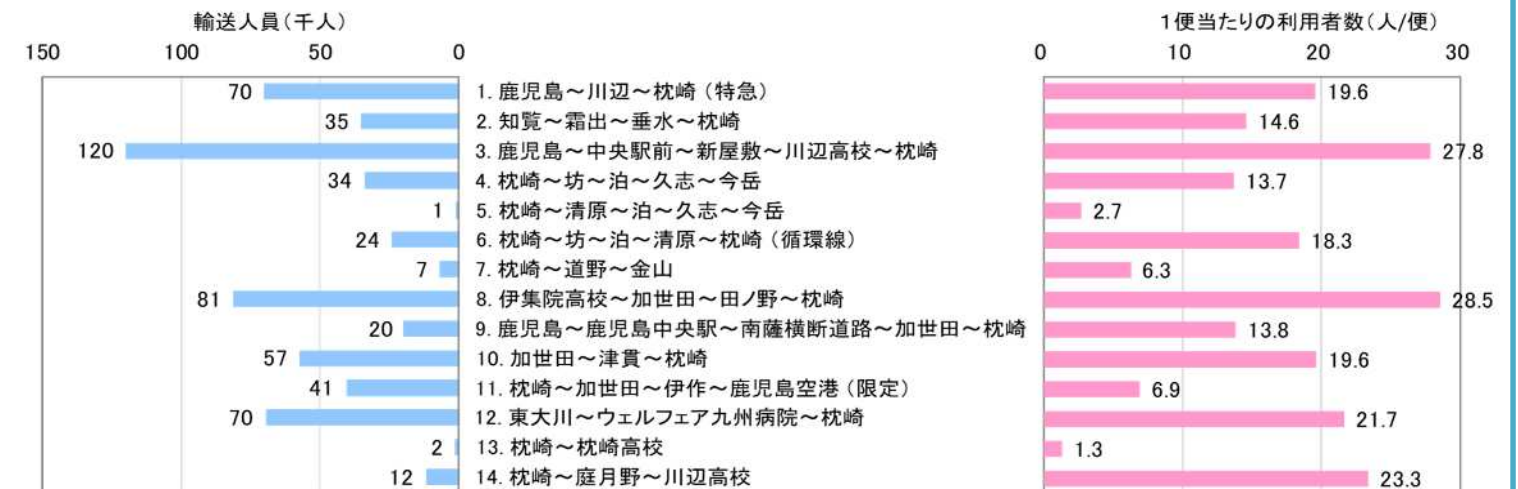 輸送人員（千人） 1便当たりの利用者数（人/便）
150 100 50 0 0 10 20 30
70 1. 鹿児島～川辺～枕崎（特急） 19.6
35 2. 知覧～霜出～垂水～枕崎 14.6
120 3. 鹿児島～中央駅前～新屋敷～川辺高校～枕崎 27.8
34 4. 枕崎～坊～泊～久志～今岳 13.7
1 5. 枕崎～清原～泊～久志～今岳 2.7
24 6. 枕崎～坊～泊～清原～枕崎（循環線） 18.3
7 7. 枕崎～道野～金山 6.3
81 8. 伊集院高校～加世田～田ノ野～枕崎 28.5
20 9. 鹿児島～鹿児島中央駅～南薩横断道路～加世田～枕崎 13.8
57 10. 加世田～津貫～枕崎 19.6
41 11. 枕崎～加世田～伊作～鹿児島空港（限定） 6.9
70 12. 東大川～ウェルフェア九州病院～枕崎 21.7
2 13. 枕崎～枕崎高校 1.3
12 14. 枕崎～庭月野～川辺高校 23.3